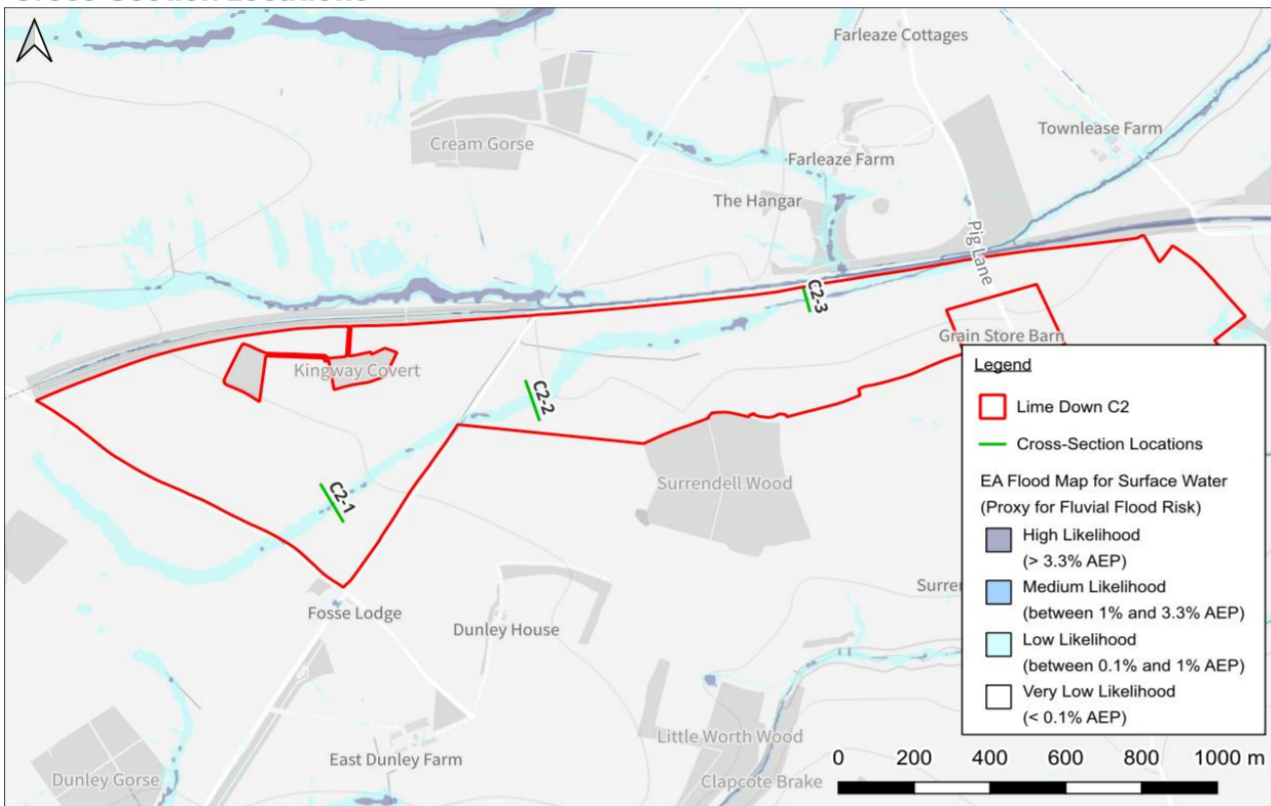 Cross-Section Locations
Farleaze Cottages
Townlease Farm
Cream Gorse
Farleaze Farm
The Hangar
Pig Lane
C2-3
Grain Store Barn
Kingway Covert
C2-2
Surrendell Wood
C2-1
Fosse Lodge
Dunley House
East Dunley Farm
Dunley Gorse
Little Worth Wood
Clapcote Brake
Legend
Lime Down C2
Cross-Section Locations
EA Flood Map for Surface Water
(Proxy for Fluvial Flood Risk)
High Likelihood
(> 3.3% AEP)
Medium Likelihood
(between 1% and 3.3% AEP)
Low Likelihood
(between 0.1% and 1% AEP)
Very Low Likelihood
(< 0.1% AEP)
0 200 400 600 800 1000 m